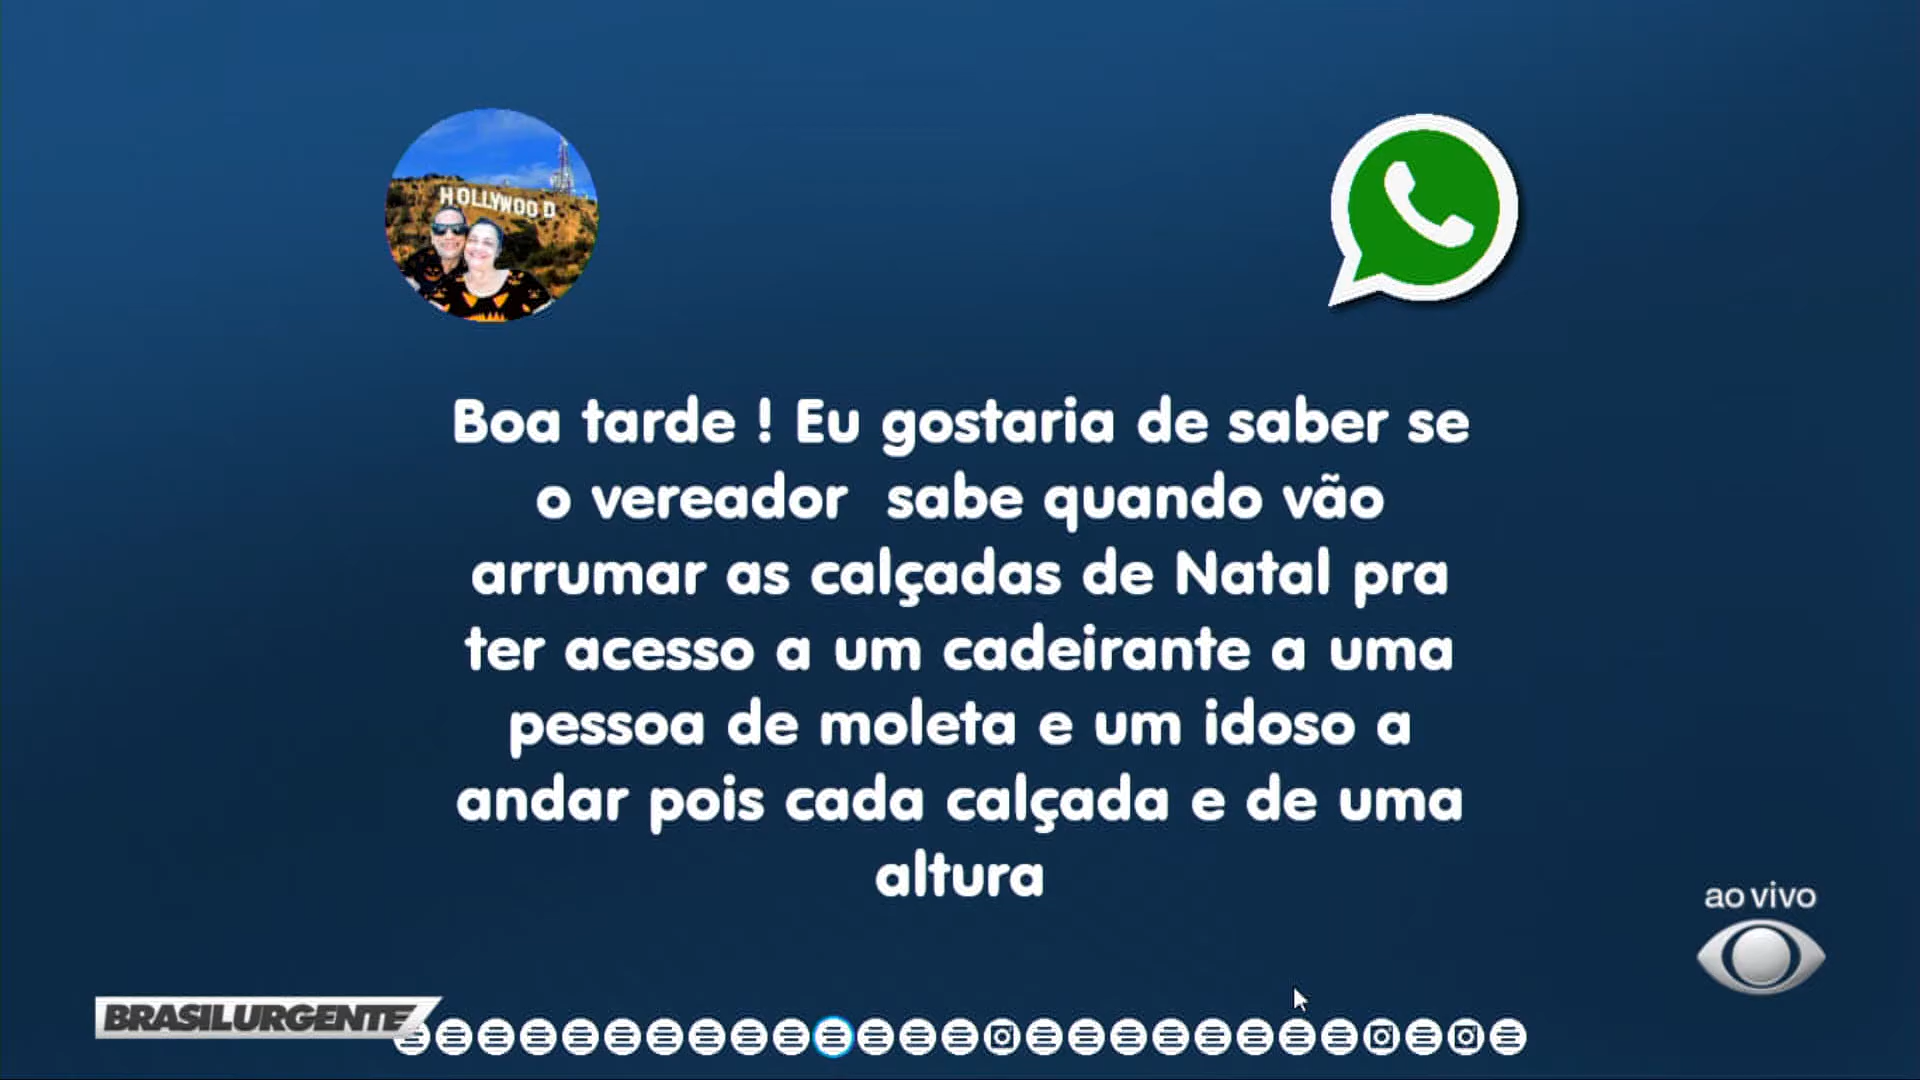 HOLLYWOOD
Boa tarde ! Eu gostaria de saber se
o vereador  sabe quando vão
arrumar as calçadas de Natal pra
ter acesso a um cadeirante a uma
pessoa de moleta e um idoso a
andar pois cada calçada e de uma
altura
ao vivo
BRASILURGENTE